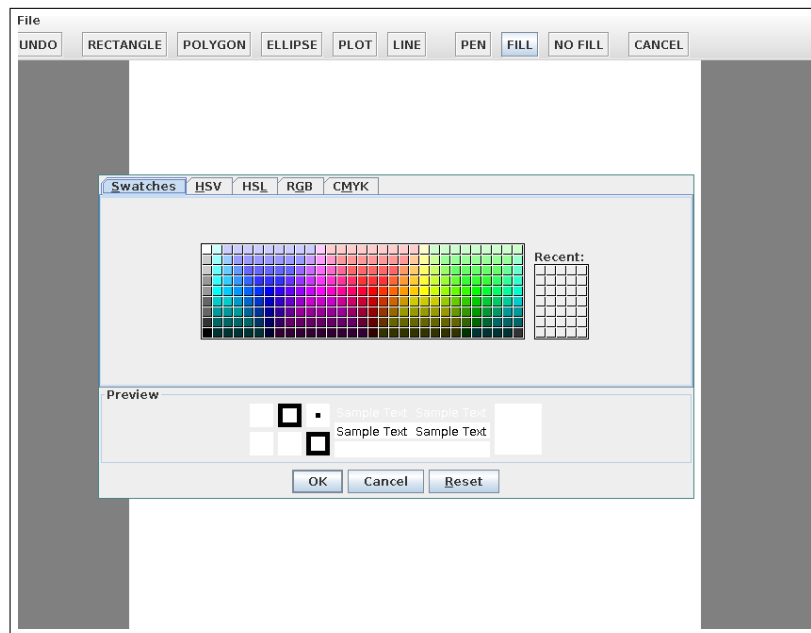 File
UNDO RECTANGLE POLYGON ELLIPSE PLOT LINE PEN FILL NO FILL CANCEL
Swatches HSV HSL RGB CMYK
Recent:
Preview
Sample Text Sample Text
Sample Text Sample Text
OK Cancel Reset